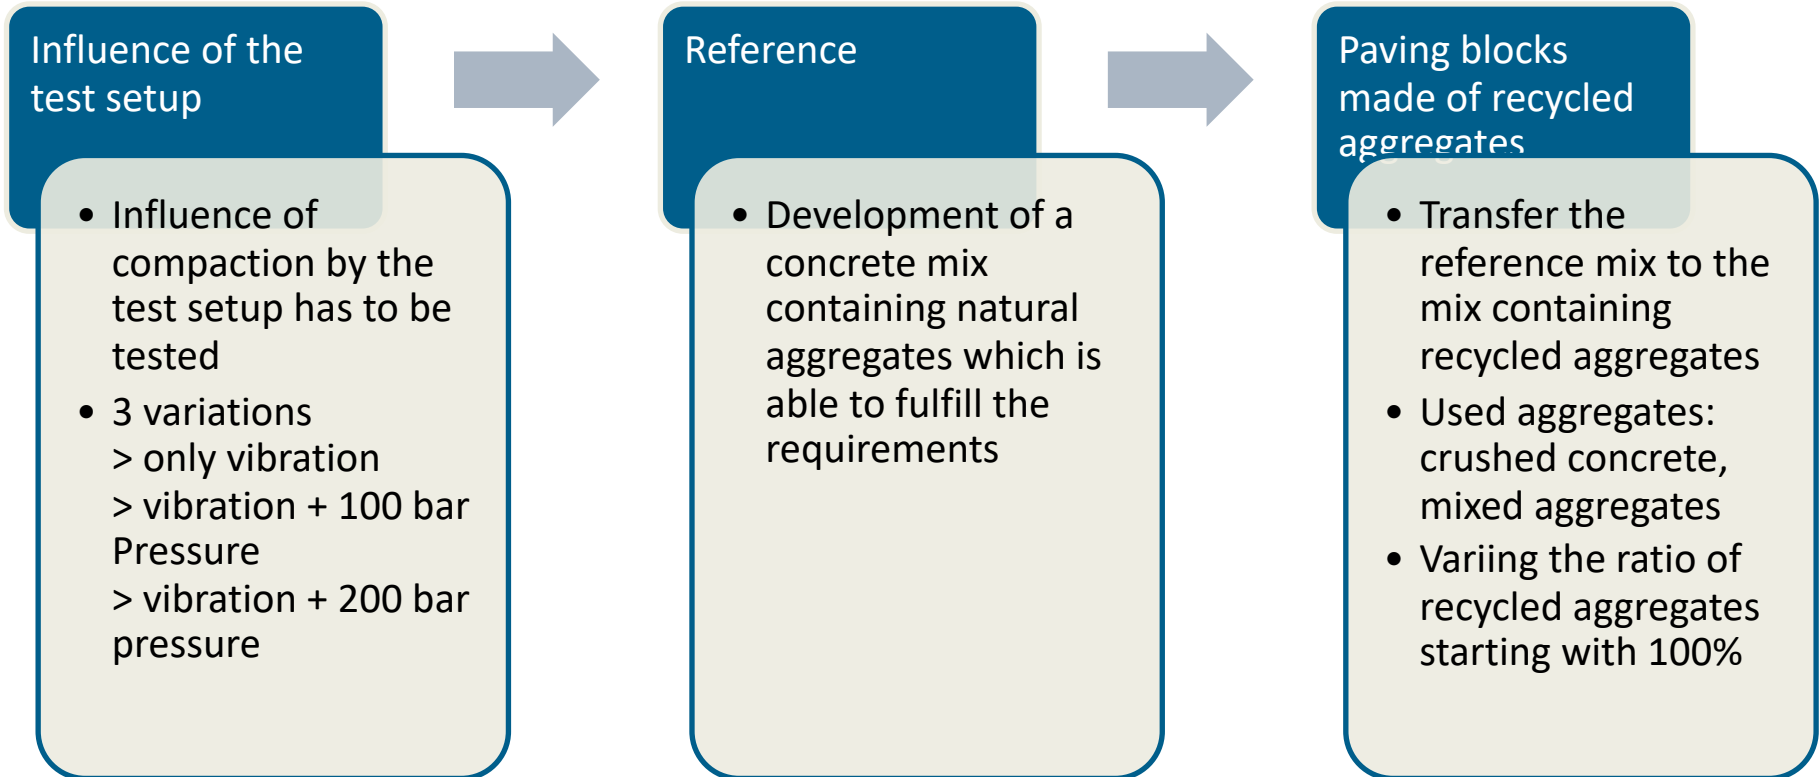 Influence of the
test setup
• Influence of
compaction by the
test setup has to be
tested
• 3 variations
> only vibration
> vibration + 100 bar
Pressure
> vibration + 200 bar
pressure
Reference
• Development of a
concrete mix
containing natural
aggregates which is
able to fulfill the
requirements
Paving blocks
made of recycled
aggregates
• Transfer the
reference mix to the
mix containing
recycled aggregates
• Used aggregates:
crushed concrete,
mixed aggregates
• Variing the ratio of
recycled aggregates
starting with 100%